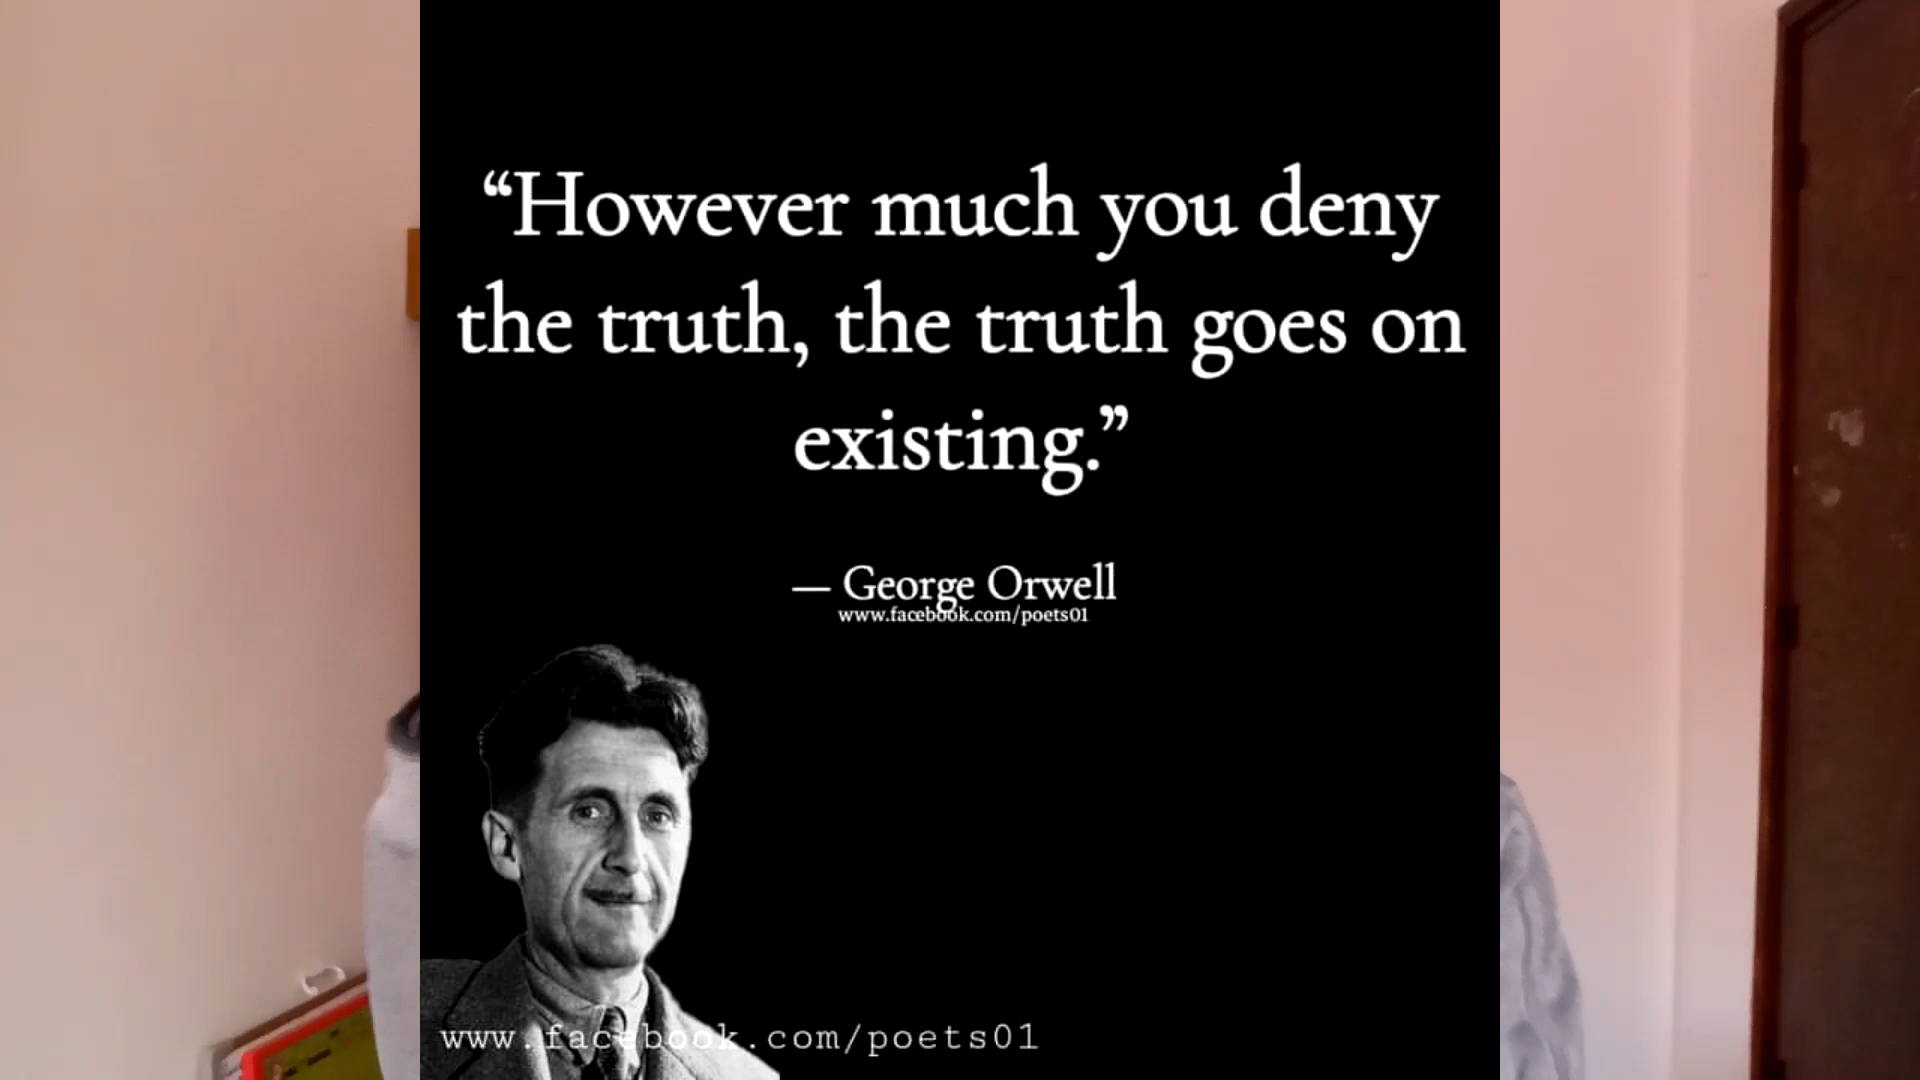 “However much you deny
the truth, the truth goes on
existing.”
— George Orwell
www.facebook.com/poets01
www.facebook.com/poets01